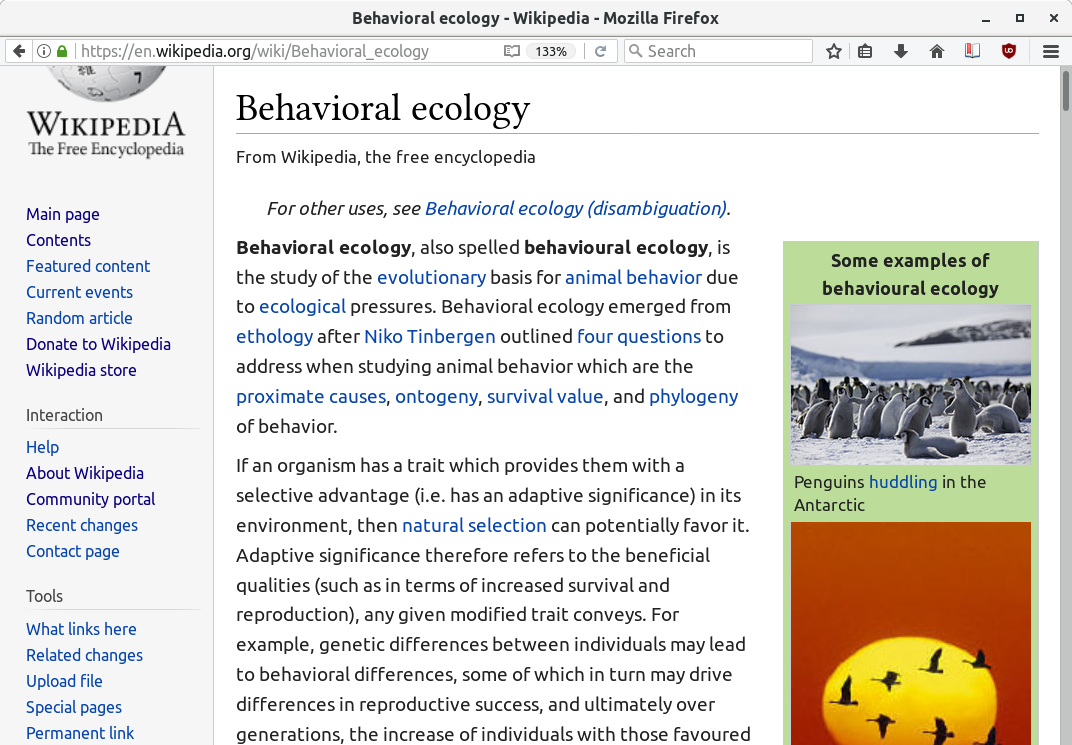 Behavioral ecology - Wikipedia - Mozilla Firefox
https://en.wikipedia.org/wiki/Behavioral_ecology
133%
Search
WIKIPEDIA
The Free Encyclopedia
Main page
Contents
Featured content
Current events
Random article
Donate to Wikipedia
Wikipedia store
Interaction
Help
About Wikipedia
Community portal
Recent changes
Contact page
Tools
What links here
Related changes
Upload file
Special pages
Permanent link
Behavioral ecology
From Wikipedia, the free encyclopedia
For other uses, see Behavioral ecology (disambiguation).
Behavioral ecology, also spelled behavioural ecology, is
the study of the evolutionary basis for animal behavior due
to ecological pressures. Behavioral ecology emerged from
ethology after Niko Tinbergen outlined four questions to
address when studying animal behavior which are the
proximate causes, ontogeny, survival value, and phylogeny
of behavior.
If an organism has a trait which provides them with a
selective advantage (i.e. has an adaptive significance) in its
environment, then natural selection can potentially favor it.
Adaptive significance therefore refers to the beneficial
qualities (such as in terms of increased survival and
reproduction), any given modified trait conveys. For
example, genetic differences between individuals may lead
to behavioral differences, some of which in turn may drive
differences in reproductive success, and ultimately over
generations, the increase of individuals with those favoured
Some examples of
behavioural ecology
Penguins huddling in the
Antarctic